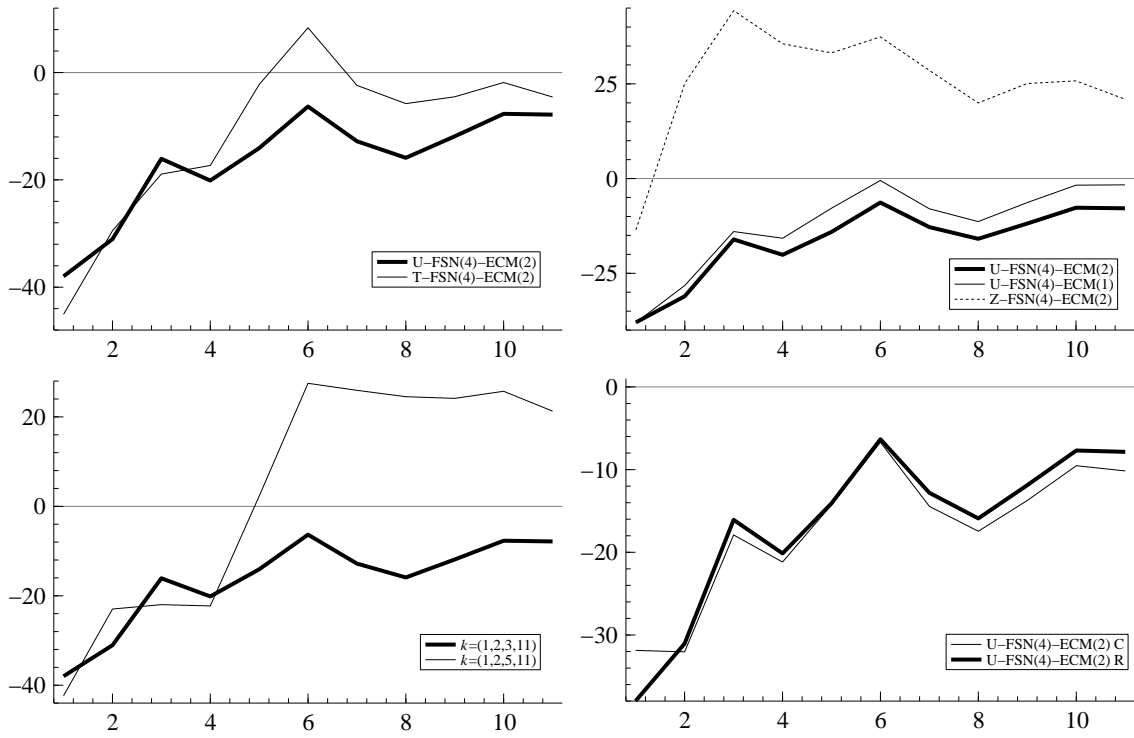 0
−20
−40
U−FSN(4)−ECM(2)
T−FSN(4)−ECM(2)
2 4 6 8 10
25
0
−25
U−FSN(4)−ECM(2)
U−FSN(4)−ECM(1)
Z−FSN(4)−ECM(2)
2 4 6 8 10
20
0
−20
−40
k=(1,2,3,11)
k=(1,2,5,11)
2 4 6 8 10
0
−10
−20
−30
U−FSN(4)−ECM(2) C
U−FSN(4)−ECM(2) R
2 4 6 8 10